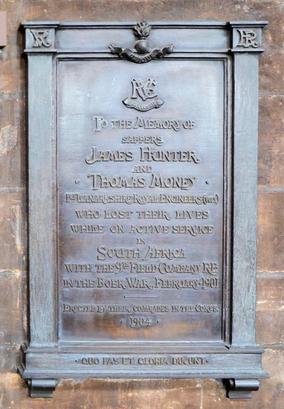 RE
RE
RVE
TO THE MEMORY OF
SAPPERS
JAMES HUNTER
AND
THOMAS MONEY
1ST LANARKSHIRE ROYAL ENGINEERS (VOL)
WHO LOST THEIR LIVES
WHILE ON ACTIVE SERVICE
IN
SOUTH AFRICA
WITH THE 9TH FIELD COMPANY RE
IN THE BOER WAR, FEBRUARY 1901
ERECTED BY THEIR COMRADES IN THE CORPS
· 1904 ·
· QUO FAS ET GLORIA DUCUNT ·